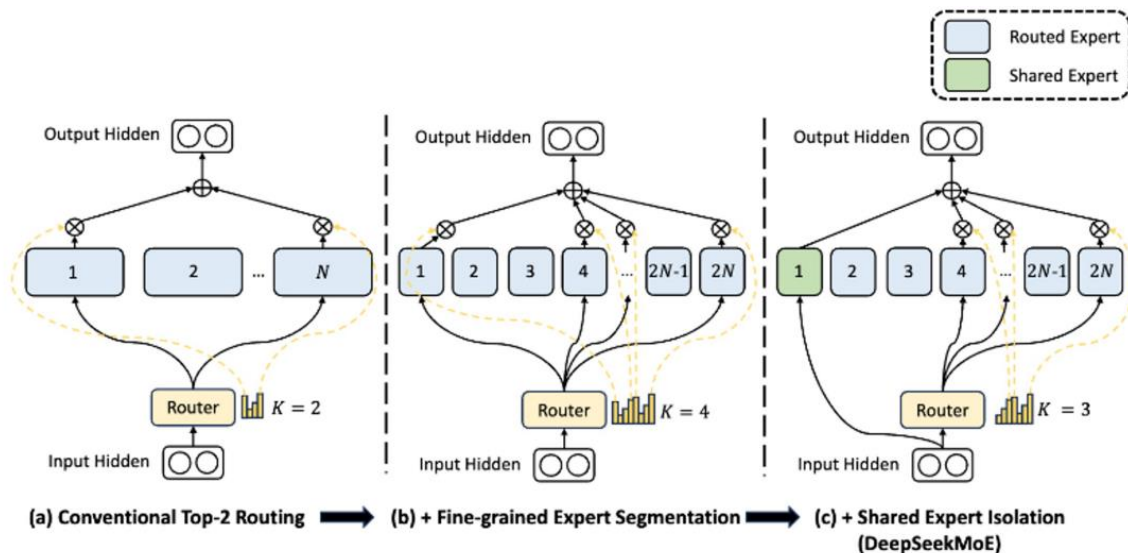 Routed Expert
Shared Expert
Output Hidden
1
2
...
N
Router
K = 2
Input Hidden
(a) Conventional Top-2 Routing
Output Hidden
1
2
3
4
...
2N-1
2N
Router
K = 4
Input Hidden
(b) + Fine-grained Expert Segmentation
Output Hidden
1
2
3
4
...
2N-1
2N
Router
K = 3
Input Hidden
(c) + Shared Expert Isolation
(DeepSeekMoE)